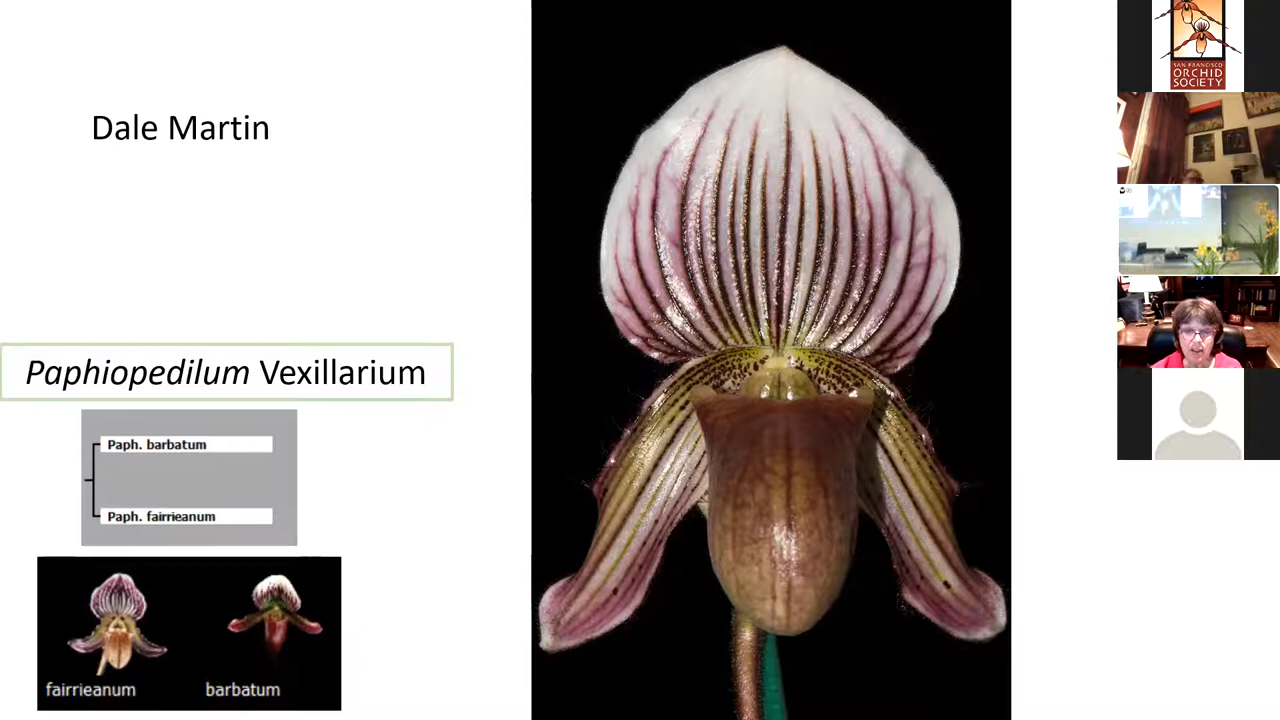 Dale Martin
Paphiopedilum Vexillarium
Paph. barbatum
Paph. fairrieanum
fairrieanum
barbatum
SAN FRANCISCO
ORCHID
SOCIETY